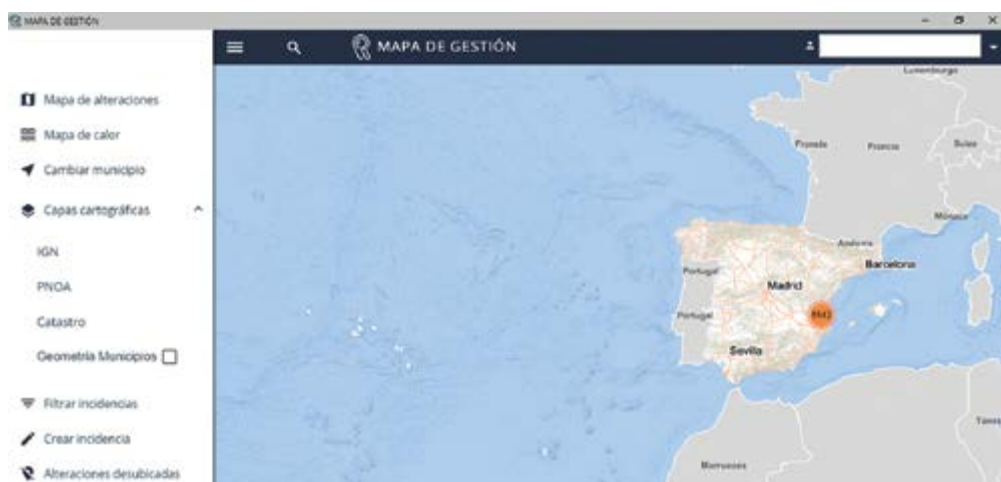 MAPA DE GESTIÓN
MAPA DE GESTIÓN
Mapa de alteraciones
Mapa de calor
Cambiar municipio
Capas cartográficas
IGN
PNOA
Catastro
Geometría Municipios
Filtrar incidencias
Crear incidencia
Alteraciones desubicadas
Luxemburgo
Francia
Suiza
Mónaco
Andorra
Barcelona
Portugal
Madrid
Portugal
Sevilla
Marruecos